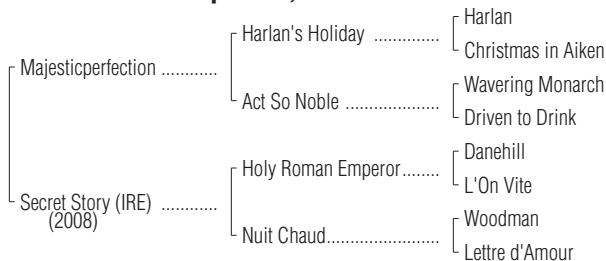 Harlan
Harlan's Holiday ...............
Christmas in Aiken
Majesticperfection ............
Wavering Monarch
Act So Noble .....................
Driven to Drink
Danehill
Holy Roman Emperor........
L'On Vite
Secret Story (IRE) ............
(2008)
Woodman
Nuit Chaud.........................
Lettre d'Amour